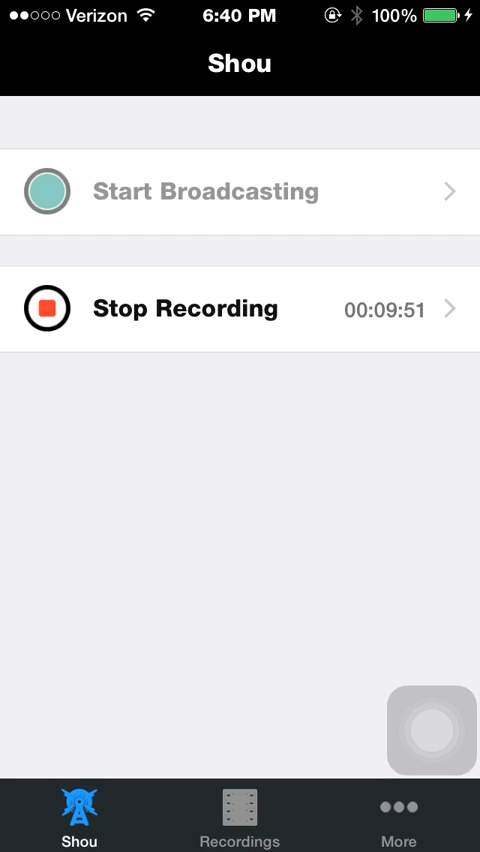 Verizon 6:40 PM 100%
Shou
Start Broadcasting
Stop Recording 00:09:51
Shou Recordings More